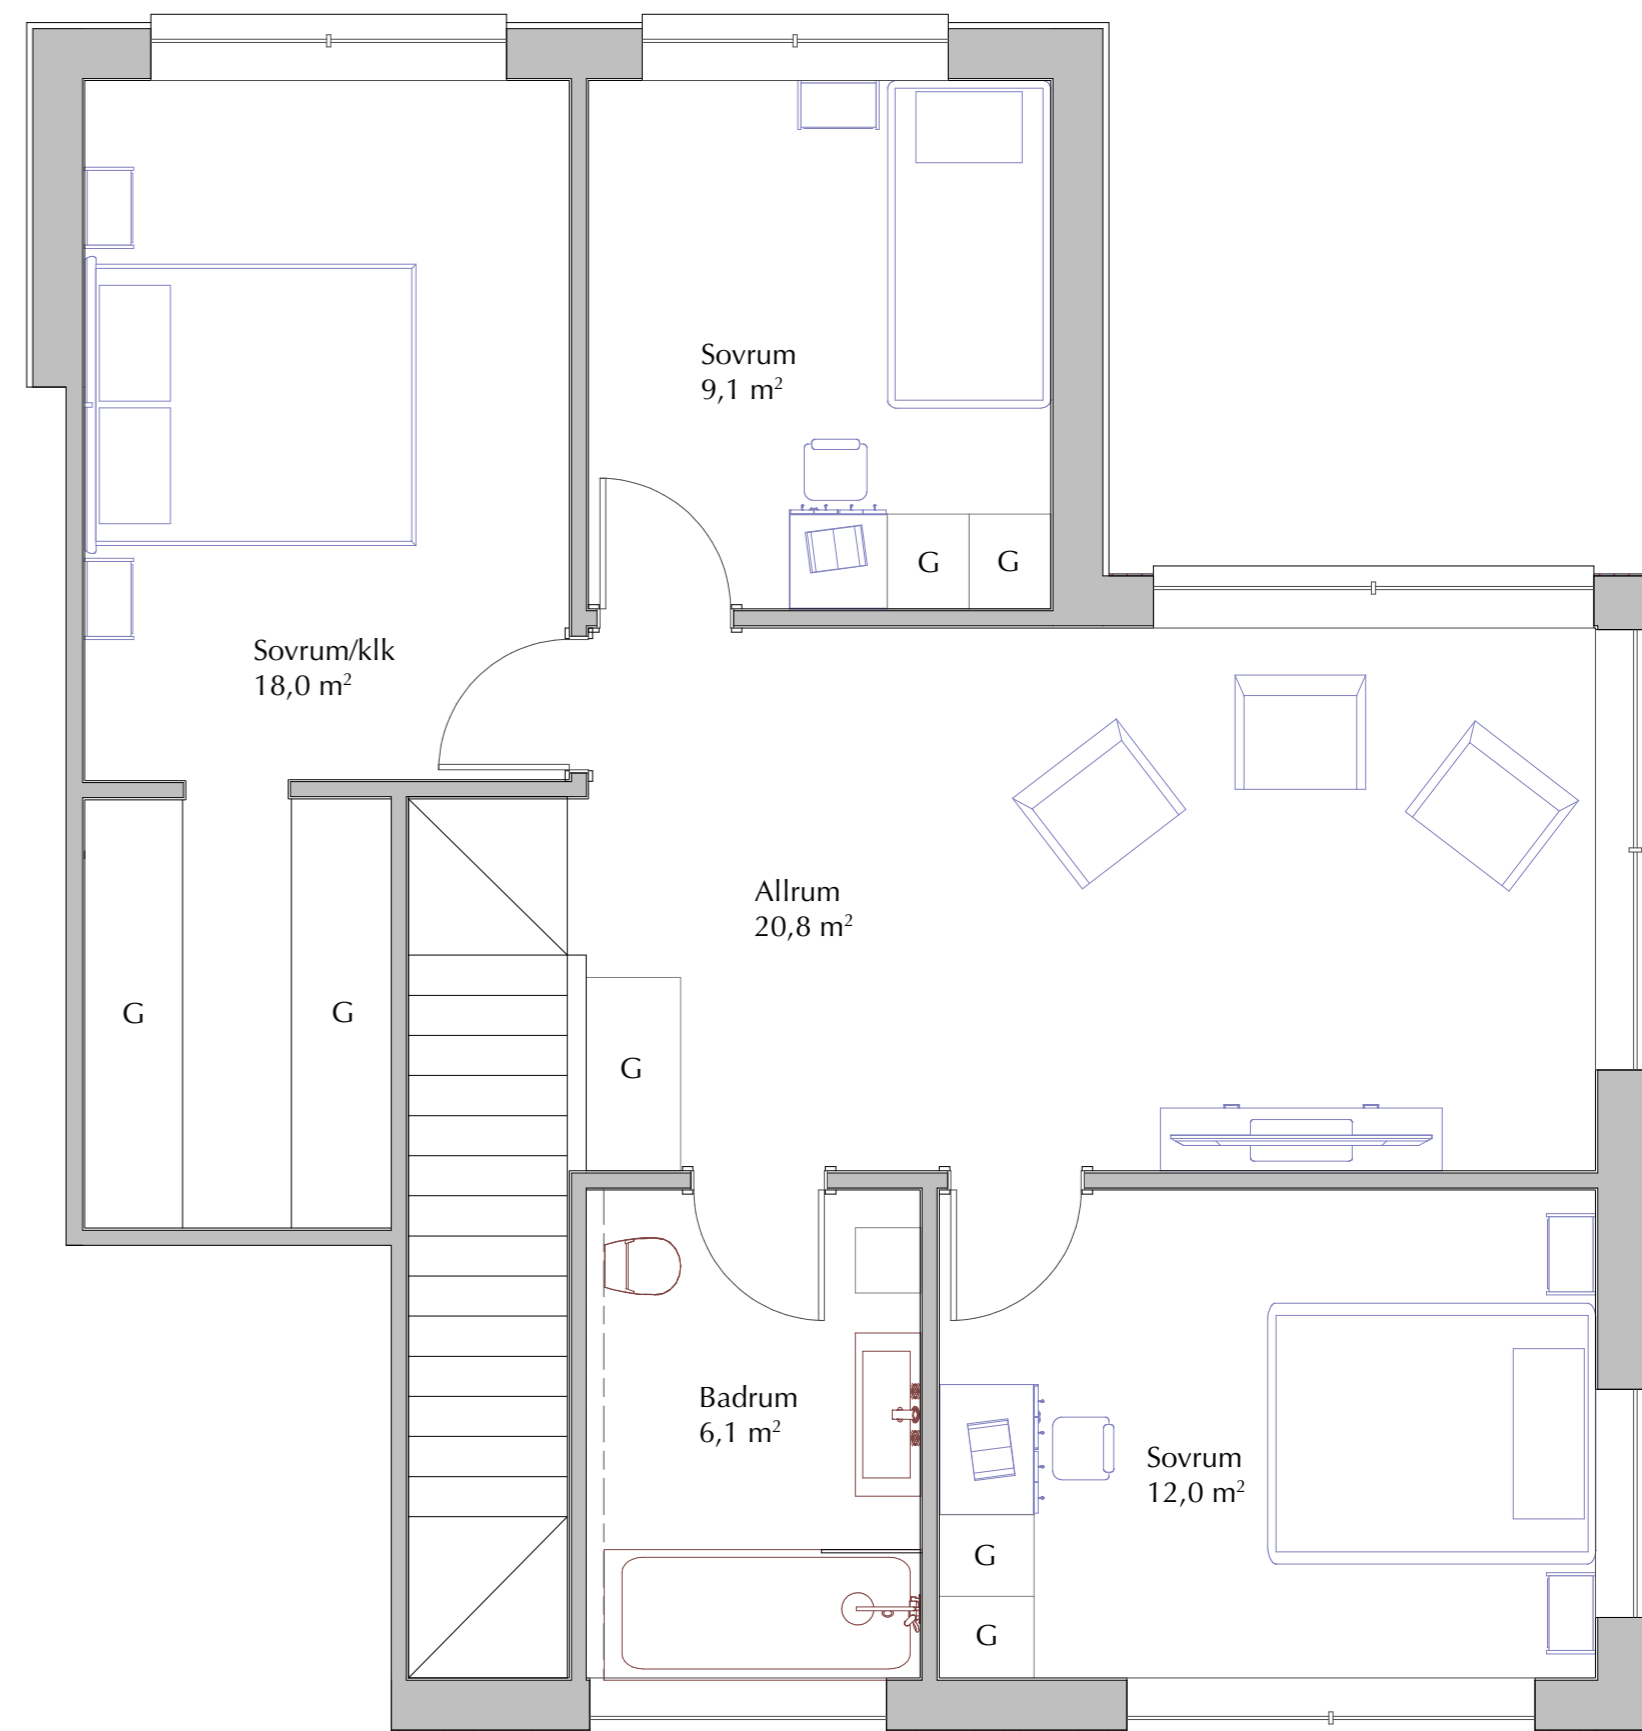 Sovrum
9,1 m²
G
G
Sovrum/klk
18,0 m²
Allrum
20,8 m²
G
G
G
Badrum
6,1 m²
Sovrum
12,0 m²
G
G